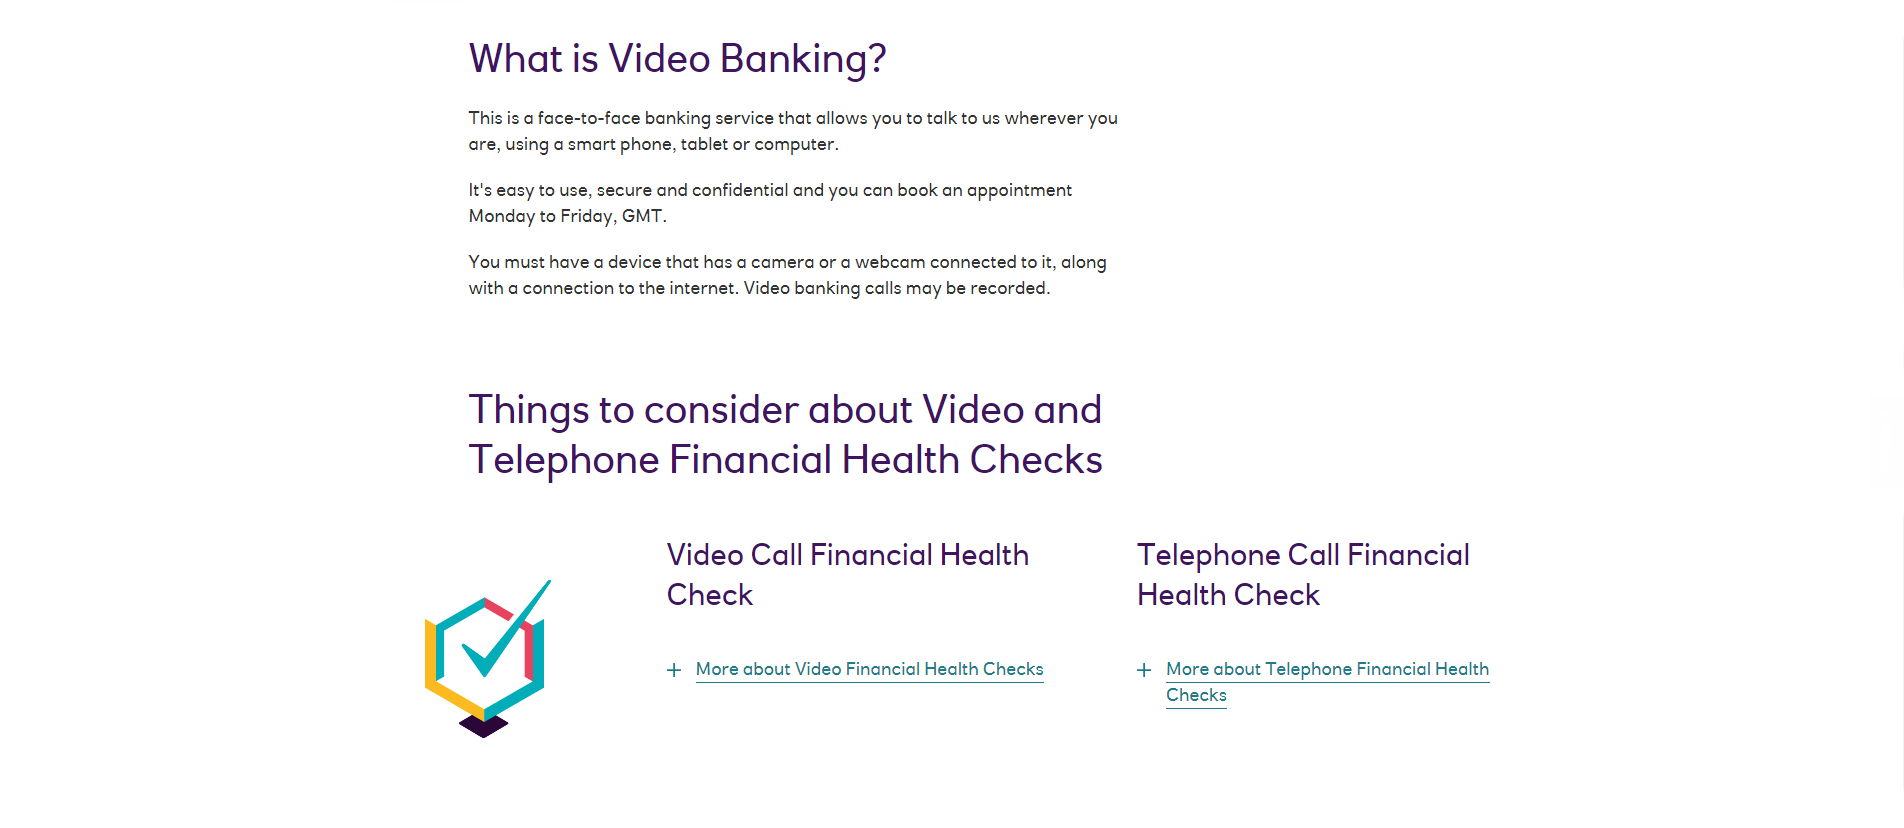 What is Video Banking?
This is a face-to-face banking service that allows you to talk to us wherever you
are, using a smart phone, tablet or computer.
It's easy to use, secure and confidential and you can book an appointment
Monday to Friday, GMT.
You must have a device that has a camera or a webcam connected to it, along
with a connection to the internet. Video banking calls may be recorded.
Things to consider about Video and
Telephone Financial Health Checks
Video Call Financial Health
Check
+ More about Video Financial Health Checks
Telephone Call Financial
Health Check
+ More about Telephone Financial Health
Checks